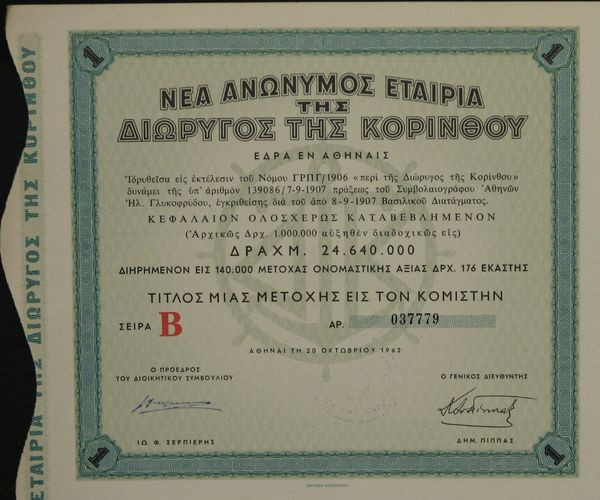 1 1
ΝΕΑ ΑΝΩΝΥΜΟΣ ΕΤΑΙΡΙΑ
ΤΗΣ
ΔΙΩΡΥΓΟΣ ΤΗΣ ΚΟΡΙΝΘΟΥ
ΕΔΡΑ ΕΝ ΑΘΗΝΑΙΣ
Ἱδρυθεῖσα εἰς ἐκτέλεσιν τοῦ Νόμου ΓΡΠΓ/1906 «περὶ τῆς Διώρυγος τῆς Κορίνθου»
δυνάμει τῆς ὑπ' ἀριθμὸν 139086/7-9-1907 πράξεως τοῦ Συμβολαιογράφου Ἀθηνῶν
Ἠλ. Γλυκοφρύδου, ἐγκριθείσης διὰ τοῦ ἀπὸ 8-9-1907 Βασιλικοῦ Διατάγματος.
ΚΕΦΑΛΑΙΟΝ ΟΛΟΣΧΕΡΩΣ ΚΑΤΑΒΕΒΛΗΜΕΝΟΝ
(Ἀρχικῶς Δρχ. 1.000.000 αὐξηθὲν διαδοχικῶς εἰς)
ΔΡΑΧΜ. 24.640.000
ΔΙΗΡΗΜΕΝΟΝ ΕΙΣ 140.000 ΜΕΤΟΧΑΣ ΟΝΟΜΑΣΤΙΚΗΣ ΑΞΙΑΣ ΔΡΧ. 176 ΕΚΑΣΤΗΣ
ΤΙΤΛΟΣ ΜΙΑΣ ΜΕΤΟΧΗΣ ΕΙΣ ΤΟΝ ΚΟΜΙΣΤΗΝ
ΣΕΙΡΑ Β ΑΡ. 037779
ΑΘΗΝΑΙ ΤΗ 20 ΟΚΤΩΒΡΙΟΥ 1962
Ο ΠΡΟΕΔΡΟΣ
ΤΟΥ ΔΙΟΙΚΗΤΙΚΟΥ ΣΥΜΒΟΥΛΙΟΥ
Ο ΓΕΝΙΚΟΣ ΔΙΕΥΘΥΝΤΗΣ
ΙΩ. Φ. ΣΕΡΠΙΕΡΗΣ
ΔΗΜ. ΠΙΠΠΑΣ
1 1
ΕΤΑΙΡΙΑ ΤΗΣ ΔΙΩΡΥΓΟΣ ΤΗΣ ΚΟΡΙΝΘΟΥ